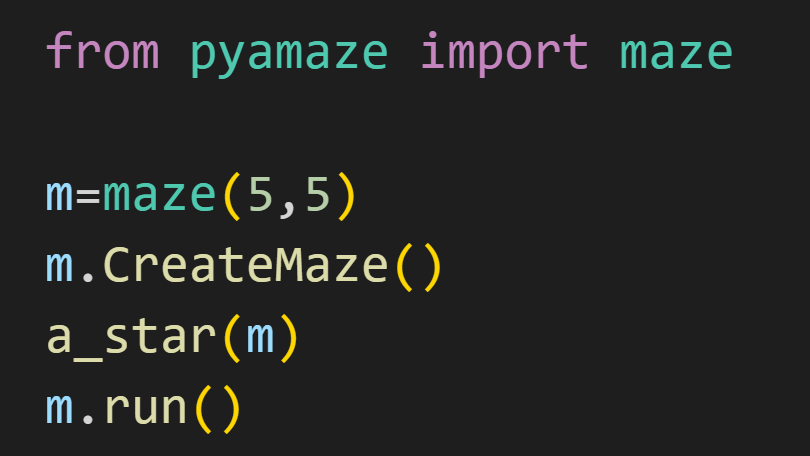 from pyamaze import maze
m=maze(5,5)
m.CreateMaze()
a_star(m)
m.run()